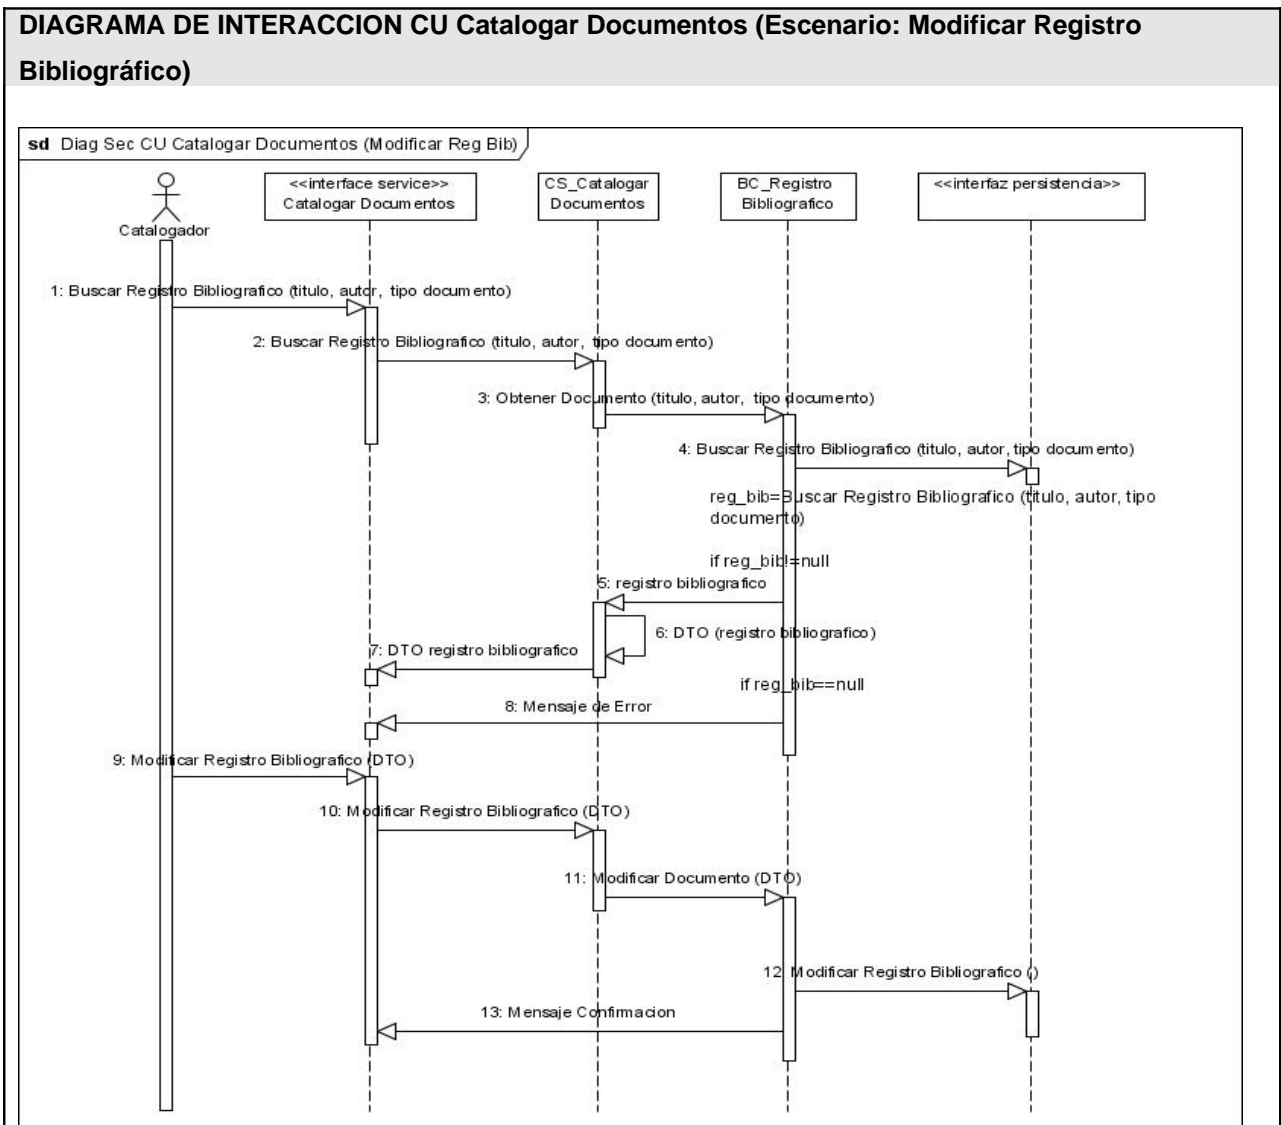 DIAGRAMA DE INTERACCION CU Catalogar Documentos (Escenario: Modificar Registro
Bibliográfico)
sd Diag Sec CU Catalogar Documentos (Modificar Reg Bib)
Catalogador
<<interface service>>
Catalogar Documentos
CS_Catalogar
Documentos
BC_Registro
Bibliografico
<<interfaz persistencia>>
1: Buscar Registro Bibliografico (titulo, autor, tipo documento)
2: Buscar Registro Bibliografico (titulo, autor, tipo documento)
3: Obtener Documento (titulo, autor, tipo documento)
4: Buscar Registro Bibliografico (titulo, autor, tipo documento)
reg_bib=Buscar Registro Bibliografico (titulo, autor, tipo
documento)
if reg_bib!=null
5: registro bibliografico
6: DTO (registro bibliografico)
7: DTO registro bibliografico
if reg_bib==null
8: Mensaje de Error
9: Modificar Registro Bibliografico (DTO)
10: Modificar Registro Bibliografico (DTO)
11: Modificar Documento (DTO)
12: Modificar Registro Bibliografico ()
13: Mensaje Confirmacion